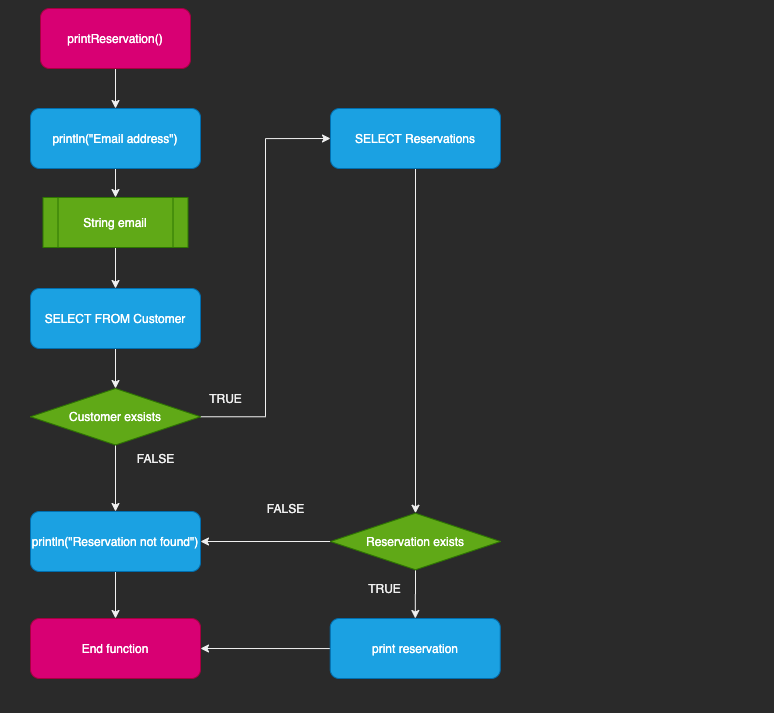 printReservation()
println("Email address")
SELECT Reservations
String email
SELECT FROM Customer
TRUE
Customer exsists
FALSE
FALSE
println("Reservation not found")
Reservation exists
TRUE
End function
print reservation